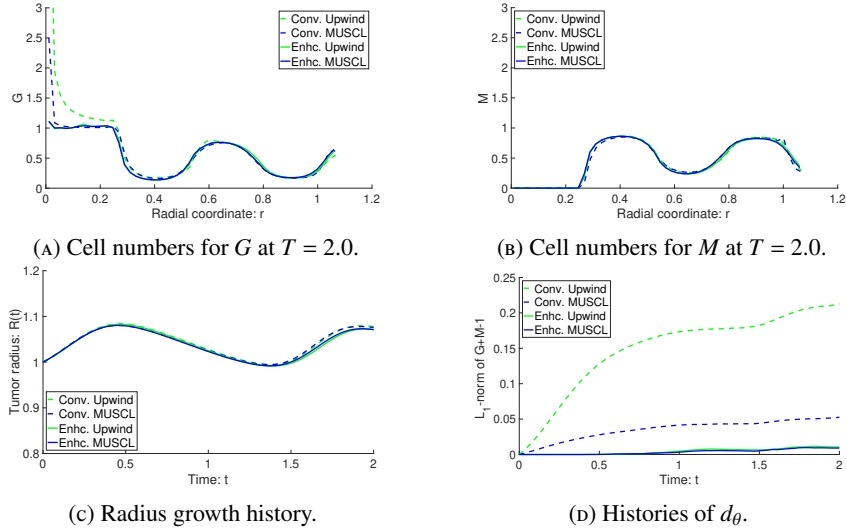 3
2.5
2
1.5
1
0.5
0
G
0
0.2
0.4
0.6
0.8
1
1.2
Radial coordinate: r
Conv. Upwind
Conv. MUSCL
Enhc. Upwind
Enhc. MUSCL
(A) Cell numbers for G at T = 2.0.
3
2.5
2
1.5
1
0.5
0
M
0
0.2
0.4
0.6
0.8
1
1.2
Radial coordinate: r
Conv. Upwind
Conv. MUSCL
Enhc. Upwind
Enhc. MUSCL
(B) Cell numbers for M at T = 2.0.
1.2
1.1
1
0.9
0.8
Tumor radius: R(t)
0
0.5
1
1.5
2
Time: t
Conv. Upwind
Conv. MUSCL
Enhc. Upwind
Enhc. MUSCL
(C) Radius growth history.
0.25
0.2
0.15
0.1
0.05
0
L₁-norm of G+M-1
0
0.5
1
1.5
2
Time: t
Conv. Upwind
Conv. MUSCL
Enhc. Upwind
Enhc. MUSCL
(D) Histories of dθ.